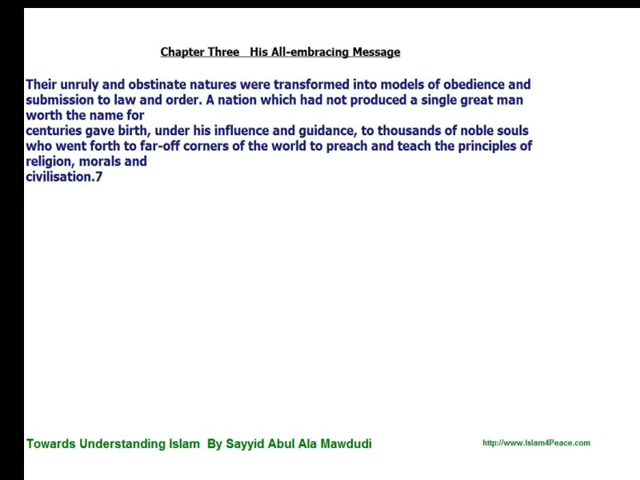 Chapter Three   His All-embracing Message
Their unruly and obstinate natures were transformed into models of obedience and
submission to law and order. A nation which had not produced a single great man
worth the name for
centuries gave birth, under his influence and guidance, to thousands of noble souls
who went forth to far-off corners of the world to preach and teach the principles of
religion, morals and
civilisation.7
Towards Understanding Islam  By Sayyid Abul Ala Mawdudi
http://www.Islam4Peace.com